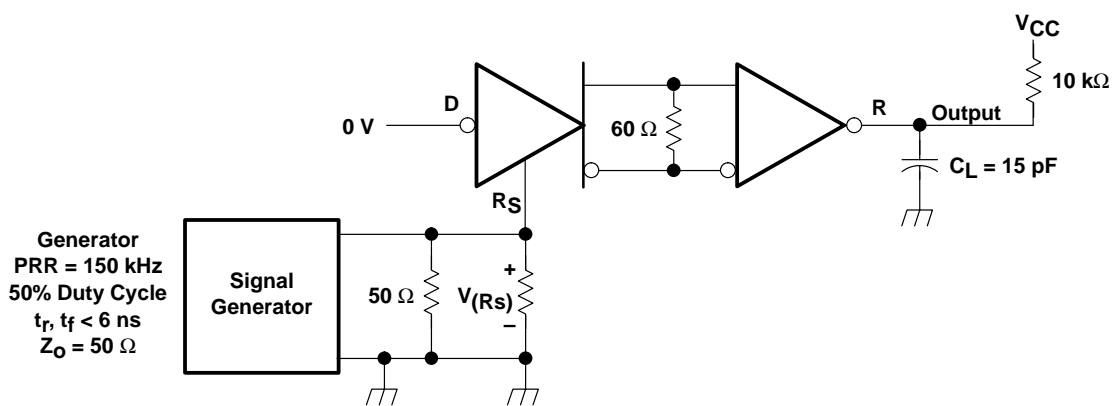 VCC
10 kΩ
D
R
Output
0 V
60 Ω
CL = 15 pF
RS
Generator
PRR = 150 kHz
50% Duty Cycle
tr, tf < 6 ns
Zo = 50 Ω
Signal
Generator
50 Ω
+
V(Rs)
–